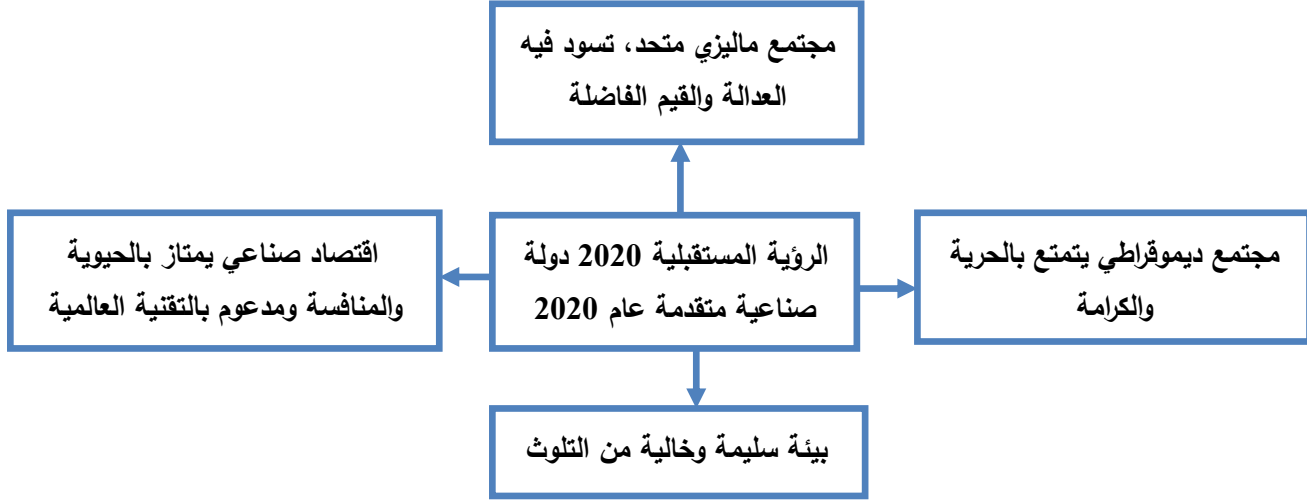 مجتمع ماليزي متحد، تسود فيه
العدالة والقيم الفاضلة
مجتمع ديموقراطي يتمتع بالحرية
والكرامة
الرؤية المستقبلية 2020 دولة
صناعية متقدمة عام 2020
اقتصاد صناعي يمتاز بالحيوية
والمنافسة ومدعوم بالتقنية العالمية
بيئة سليمة وخالية من التلوث